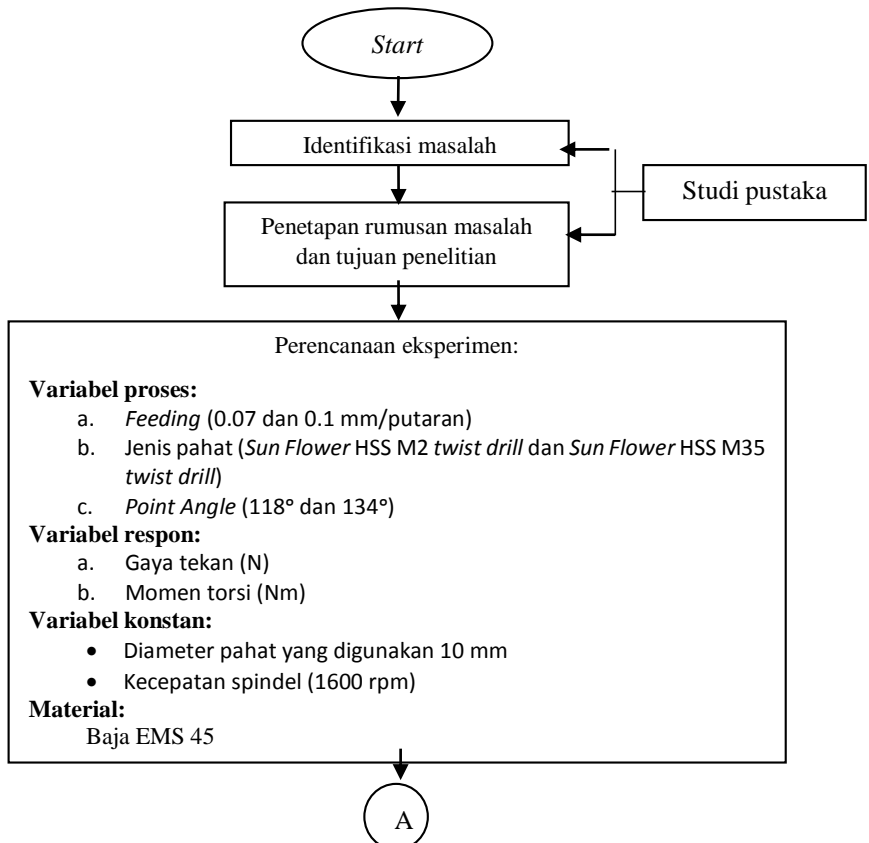 Start
Identifikasi masalah
Studi pustaka
Penetapan rumusan masalah
dan tujuan penelitian
Perencanaan eksperimen:
Variabel proses:
a. Feeding (0.07 dan 0.1 mm/putaran)
b. Jenis pahat (Sun Flower HSS M2 twist drill dan Sun Flower HSS M35
twist drill)
c. Point Angle (118° dan 134°)
Variabel respon:
a. Gaya tekan (N)
b. Momen torsi (Nm)
Variabel konstan:
• Diameter pahat yang digunakan 10 mm
• Kecepatan spindel (1600 rpm)
Material:
Baja EMS 45
A